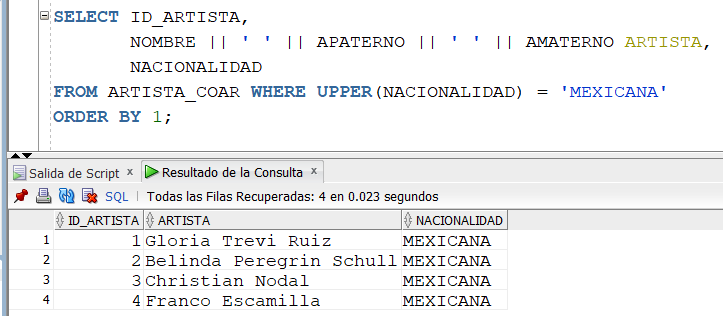 SELECT ID_ARTISTA,
NOMBRE || ' ' || APATERNO || ' ' || AMATERNO ARTISTA,
NACIONALIDAD
FROM ARTISTA_COAR WHERE UPPER(NACIONALIDAD) = 'MEXICANA'
ORDER BY 1;
Salida de Script x Resultado de la Consulta x
SQL | Todas las Filas Recuperadas: 4 en 0.023 segundos
ID_ARTISTA ARTISTA NACIONALIDAD
1 1 Gloria Trevi Ruiz MEXICANA
2 2 Belinda Peregrin Schull MEXICANA
3 3 Christian Nodal MEXICANA
4 4 Franco Escamilla MEXICANA